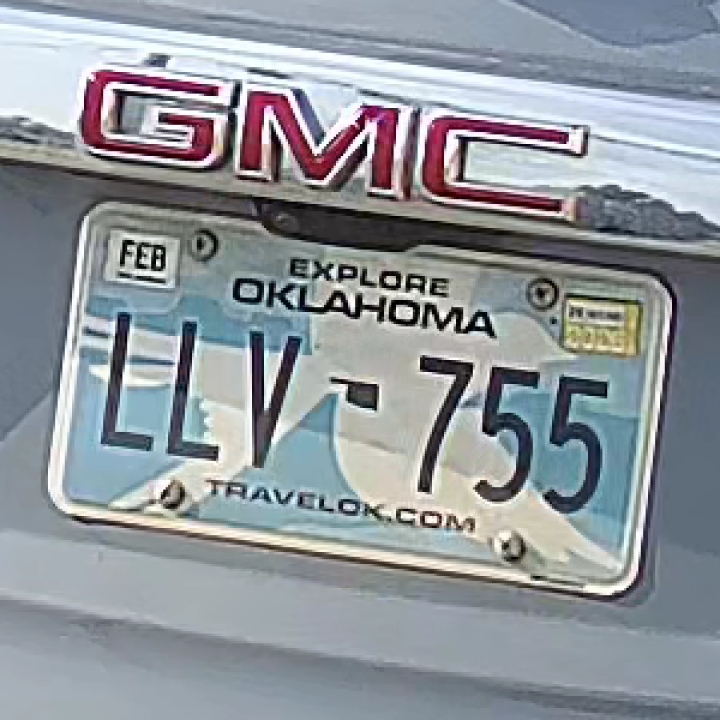 GMC
FEB
EXPLORE
OKLAHOMA
LLV-755
TRAVELOK.COM